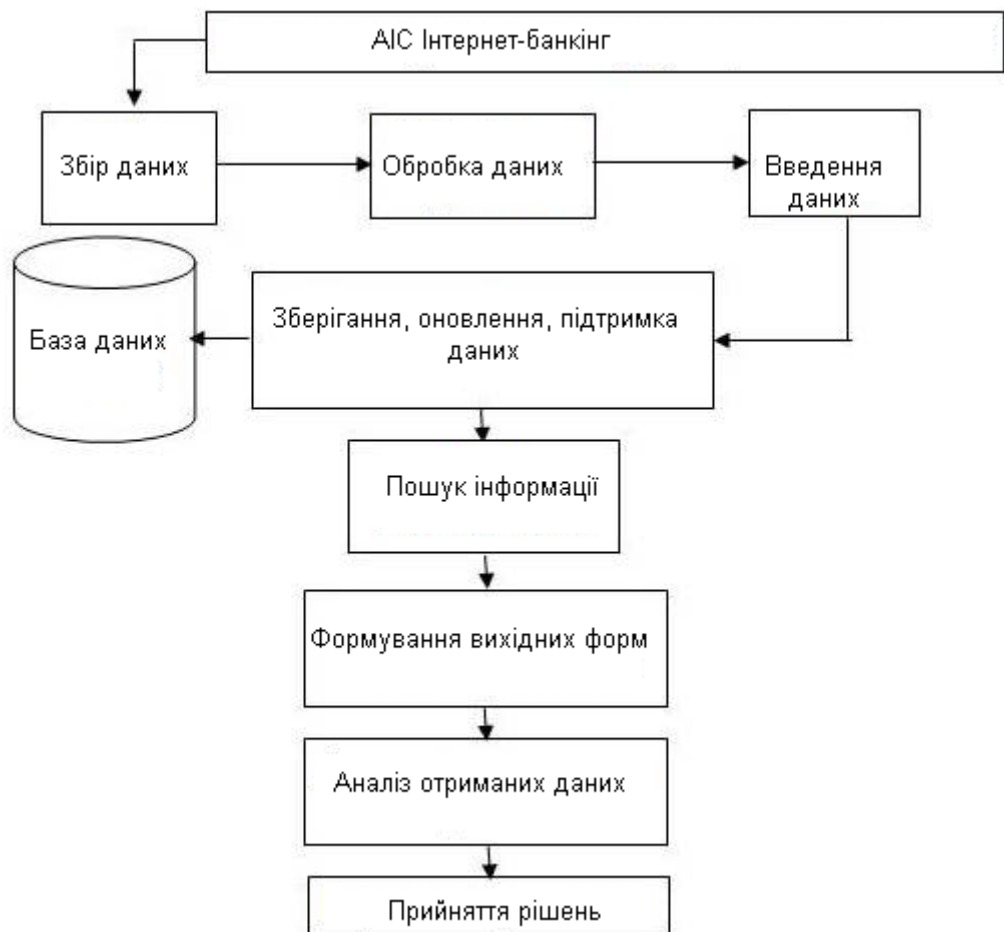 АІС Інтернет-банкінг
Збір даних
Обробка даних
Введення
даних
База даних
Зберігання, оновлення, підтримка
даних
Пошук інформації
Формування вихідних форм
Аналіз отриманих даних
Прийняття рішень